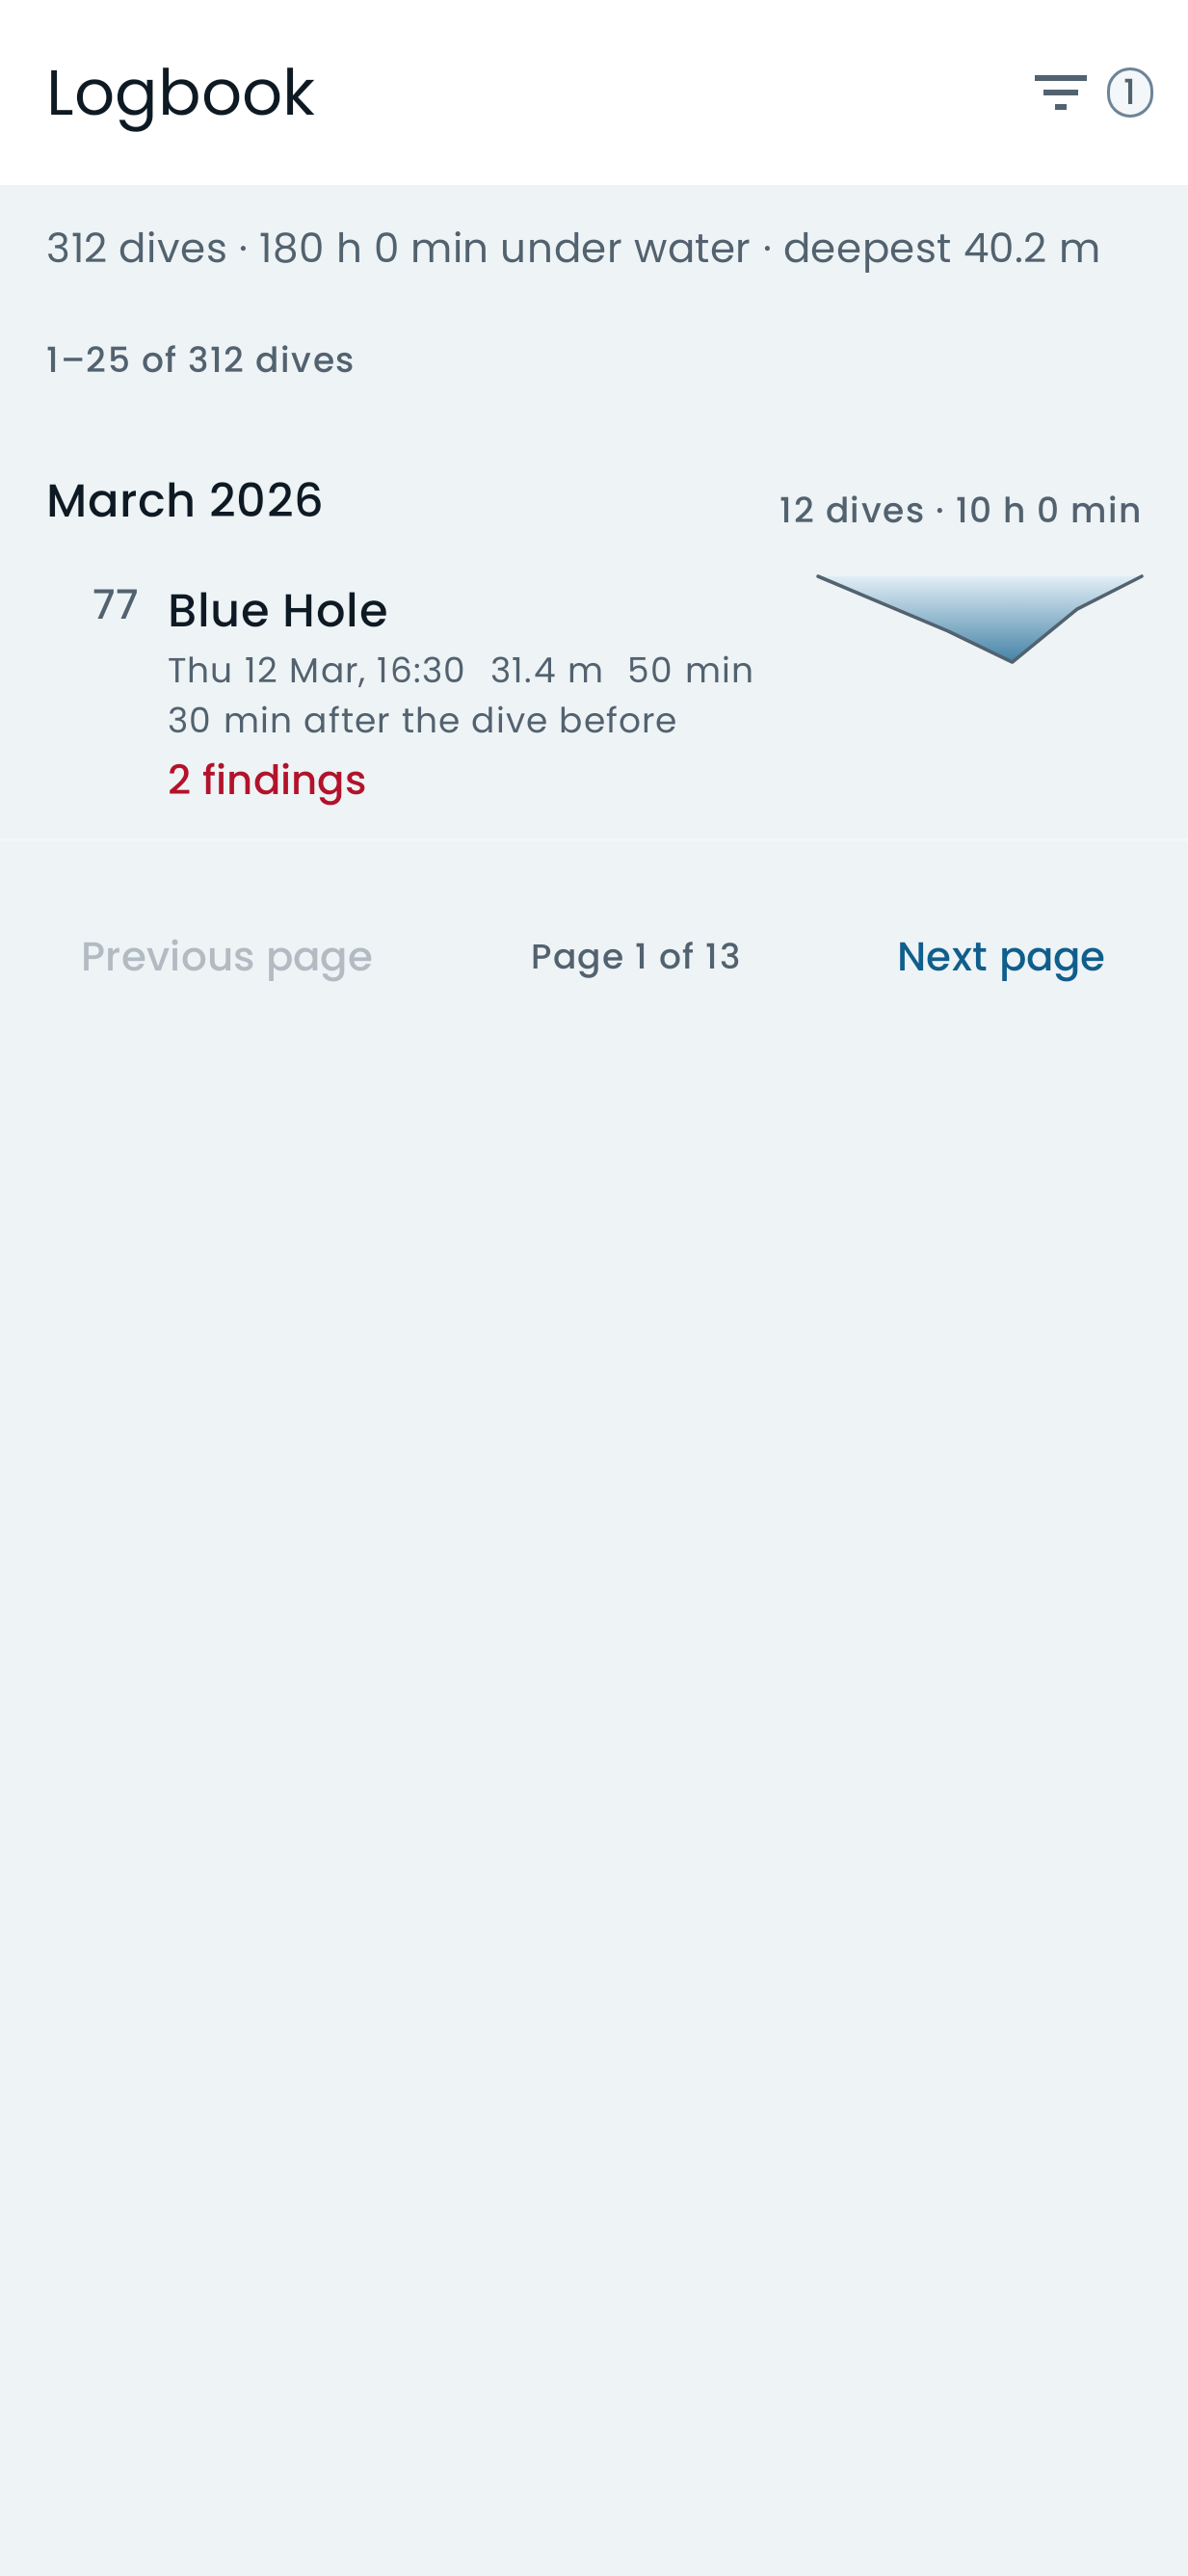 Logbook
1
312 dives · 180 h 0 min under water · deepest 40.2 m
1–25 of 312 dives
March 2026
12 dives · 10 h 0 min
77
Blue Hole
Thu 12 Mar, 16:30 31.4 m 50 min
30 min after the dive before
2 findings
Previous page
Page 1 of 13
Next page